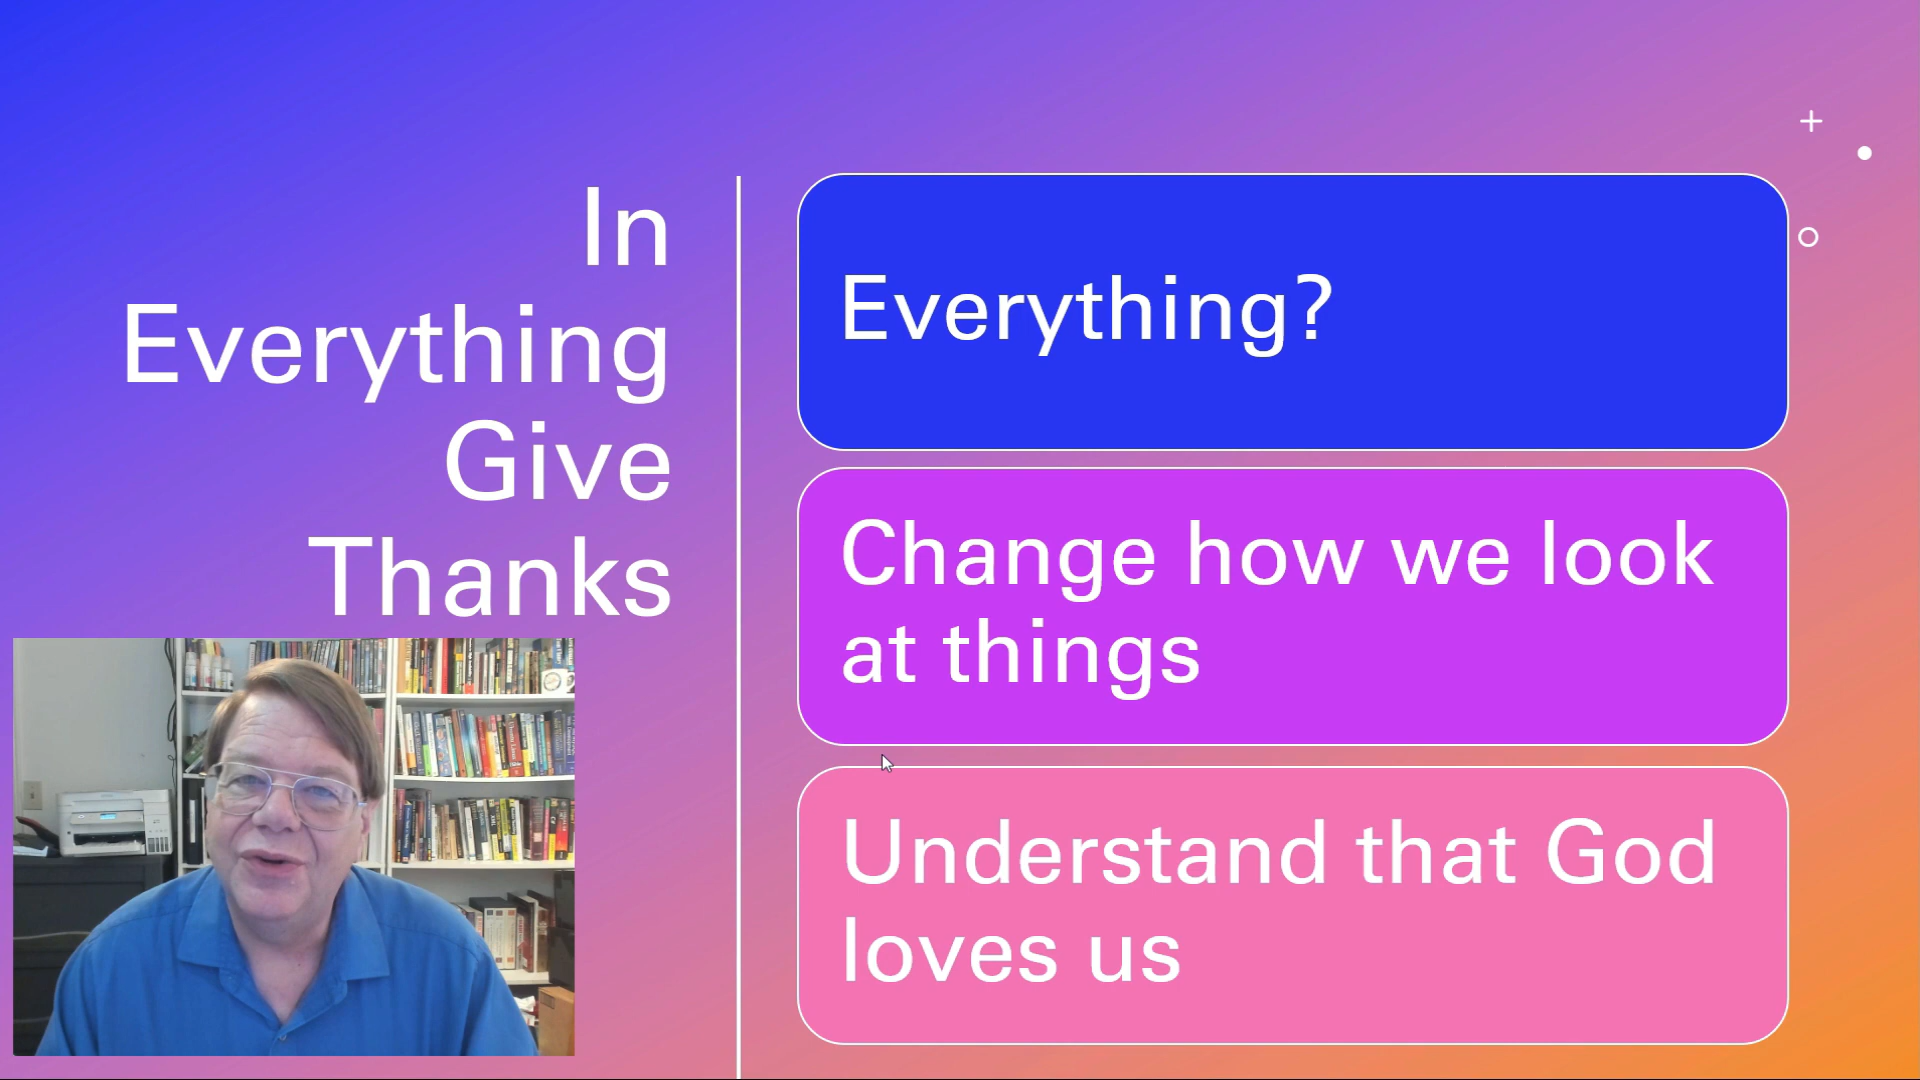 In
Everything
Give
Thanks
Everything?
Change how we look
at things
Understand that God
loves us